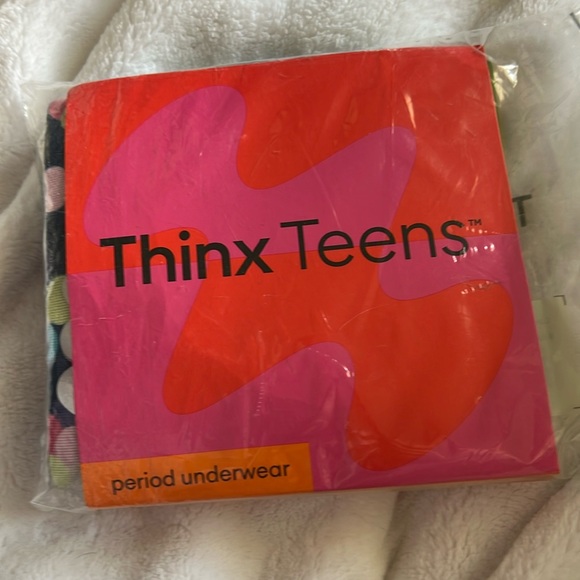 Thinx Teens™
T
period underwear